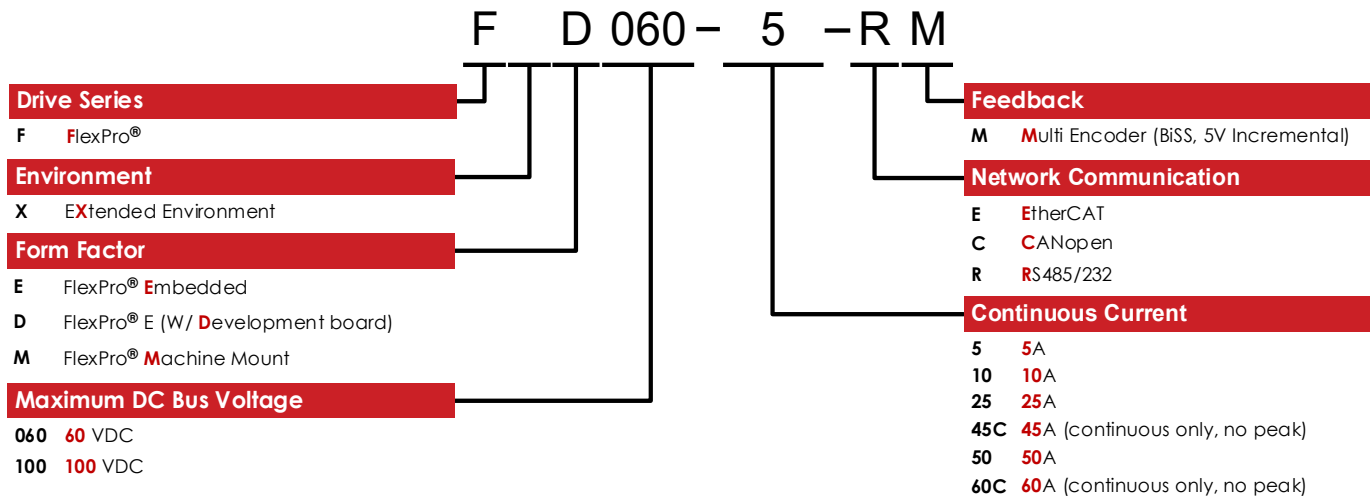 F D 060 – 5 – R M
Drive Series
F FlexPro®
Environment
X EXtended Environment
Form Factor
E FlexPro® Embedded
D FlexPro® E (W/ Development board)
M FlexPro® Machine Mount
Maximum DC Bus Voltage
060 60 VDC
100 100 VDC
Feedback
M Multi Encoder (BiSS, 5V Incremental)
Network Communication
E EtherCAT
C CANopen
R RS485/232
Continuous Current
5 5A
10 10A
25 25A
45C 45A (continuous only, no peak)
50 50A
60C 60A (continuous only, no peak)